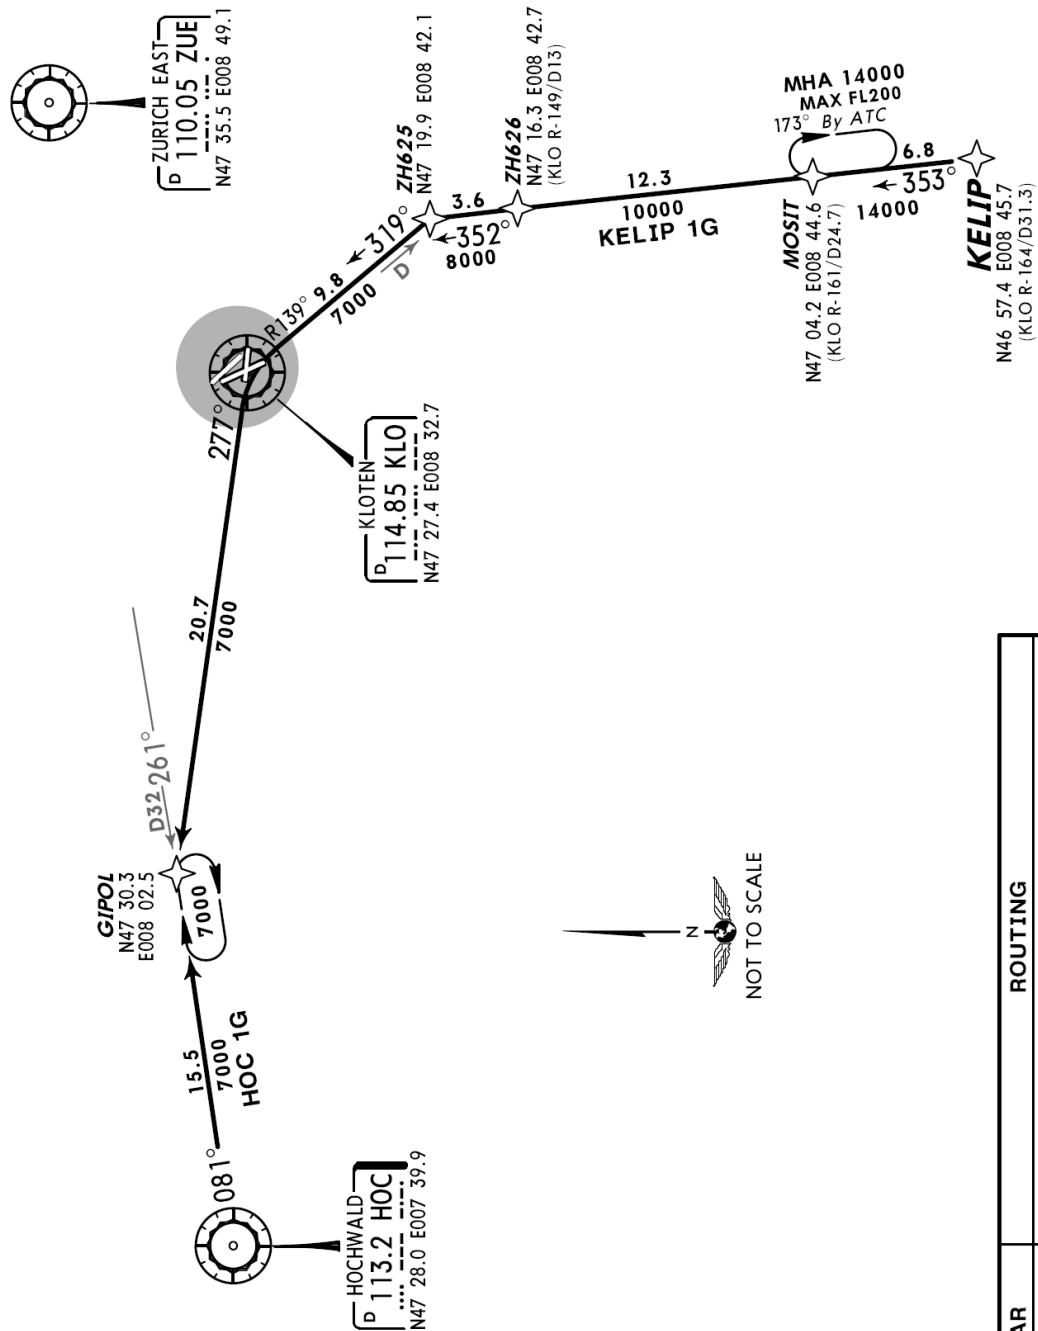 ZURICH EAST
D 110.05 ZUE
N47 35.5 E008 49.1
GIPOL
N47 30.3
E008 02.5
D32
261°
7000
20.7
7000
277°
R139°
9.8
7000
319°
D
ZH625
N47 19.9 E008 42.1
3.6
352°
8000
ZH626
N47 16.3 E008 42.7
(KLO R-149/D13)
12.3
10000
KELIP 1G
MHA 14000
MAX FL200
173° By ATC
MOSIT
N47 04.2 E008 44.6
(KLO R-161/D24.7)
6.8
353°
14000
KELIP
N46 57.4 E008 45.7
(KLO R-164/D31.3)
KLOTEN
D 114.85 KLO
N47 27.4 E008 32.7
15.5
7000
HOC 1G
081°
HOCHWALD
D 113.2 HOC
N47 28.0 E007 39.9
N
NOT TO SCALE
AR
ROUTING